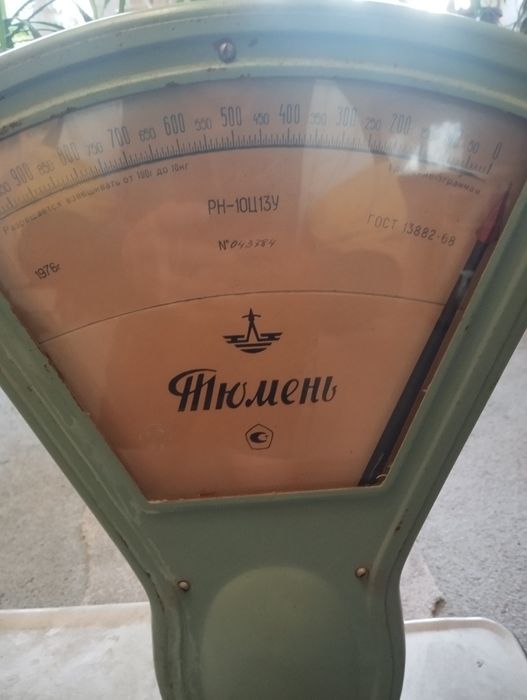 900 850 800 750 700 650 600 550 500 450 400 350 300 250 200 50 0
Разрешается взвешивать от 100г до 10кг
РН-10Ц13У
ГОСТ 13882-68
N°
1976г
Тюмень